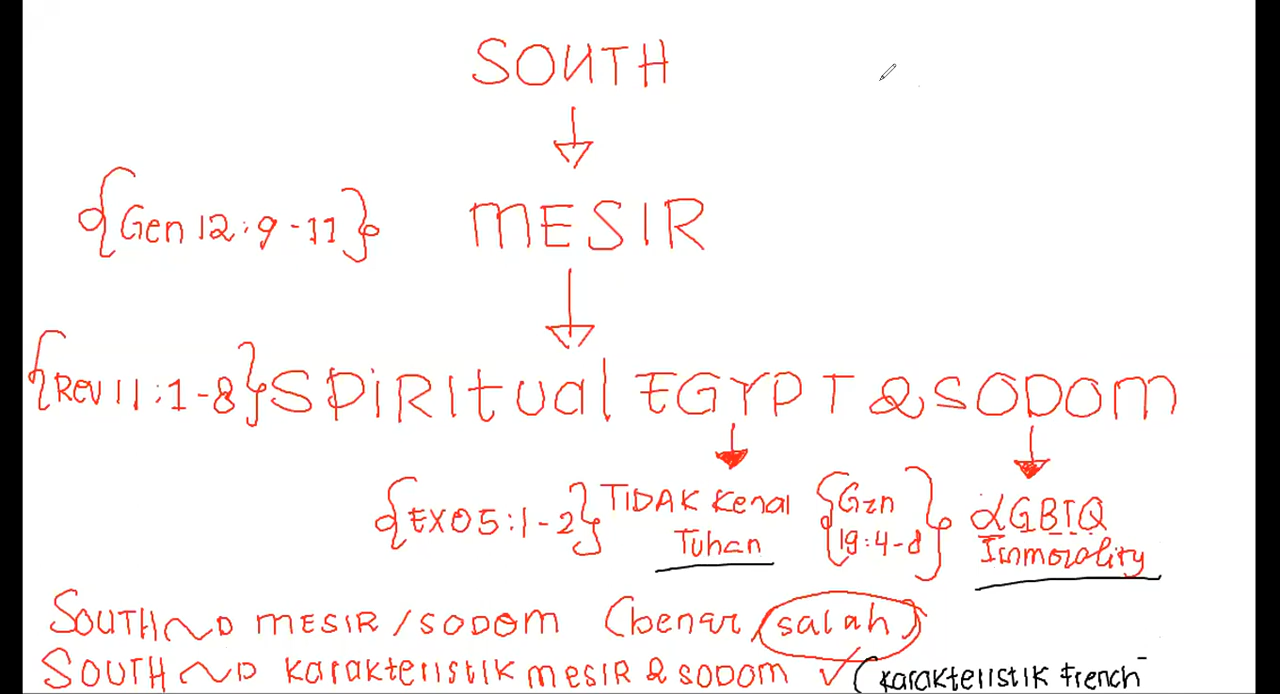 SOUTH
{Gen 12:9-11} MESIR
{Rev 11:1-8} SPiRItual EGYPT & SODOM
{EXO 5:1-2} TIDAK Kenal Tuhan {Gzn 19:4-8} LGBTQ Immorality
SOUTH ~D MESIR/SODOM (benar/salah)
SOUTH ~D karakteristik mesir & sodom ✓ (karakteristik French